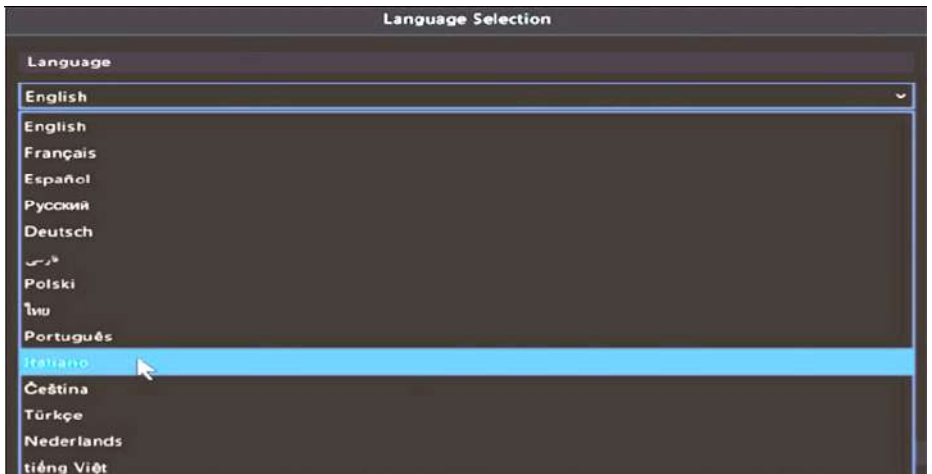 Language Selection
Language
English
English
Français
Español
Русский
Deutsch
فارسی
Polski
ไทย
Português
Italiano
Čeština
Türkçe
Nederlands
tiếng Việt